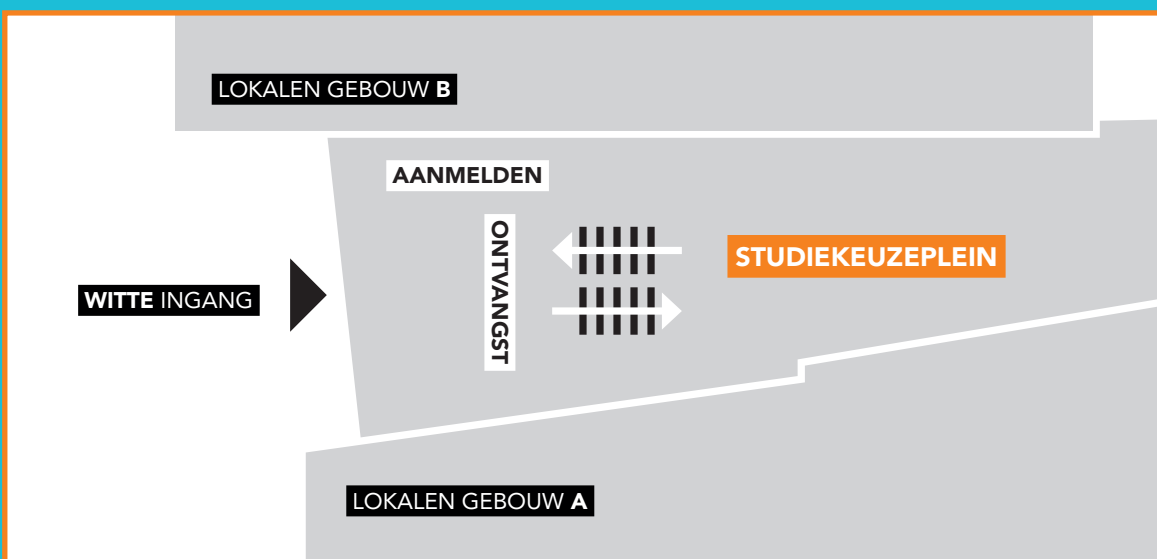 LOKALEN GEBOUW B
AANMELDEN
ONTVANGST
STUDIEKEUZEPLEIN
WITTE INGANG
LOKALEN GEBOUW A